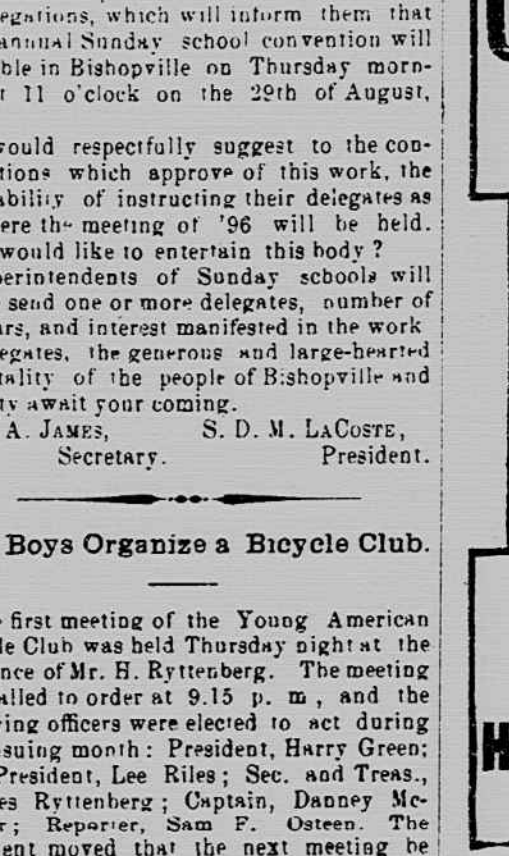 egations, which will inform them that
annual Sunday school convention will
ble in Bishopville on Thursday morn-
t 11 o'clock on the 29th of August,
ould respectfully suggest to the con-
tions which approve of this work, the
ability of instructing their delegates as
ere the meeting of '96 will be held.
would like to entertain this body ?
perintendents of Sunday schools will
send one or more delegates, number of
ars, and interest manifested in the work
egates, the generous and large-hearted
tality of the people of Bishopville and
ty await your coming.
A. JAMES, S. D. M. LACOSTE,
Secretary. President.
Boys Organize a Bicycle Club.
first meeting of the Young American
le Club was held Thursday night at the
nce of Mr. H. Ryttenberg. The meeting
alled to order at 9.15 p. m , and the
ing officers were elected to act during
suing month : President, Harry Green;
President, Lee Riles ; Sec. and Treas.,
es Ryttenberg ; Captain, Danney Mc-
r ; Reporter, Sam F. Osteen. The
ent moved that the next meeting be
H